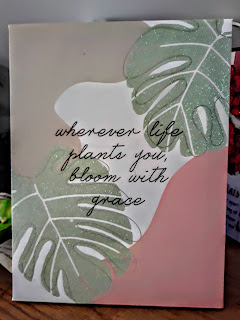 wherever life
plants you,
bloom with
grace